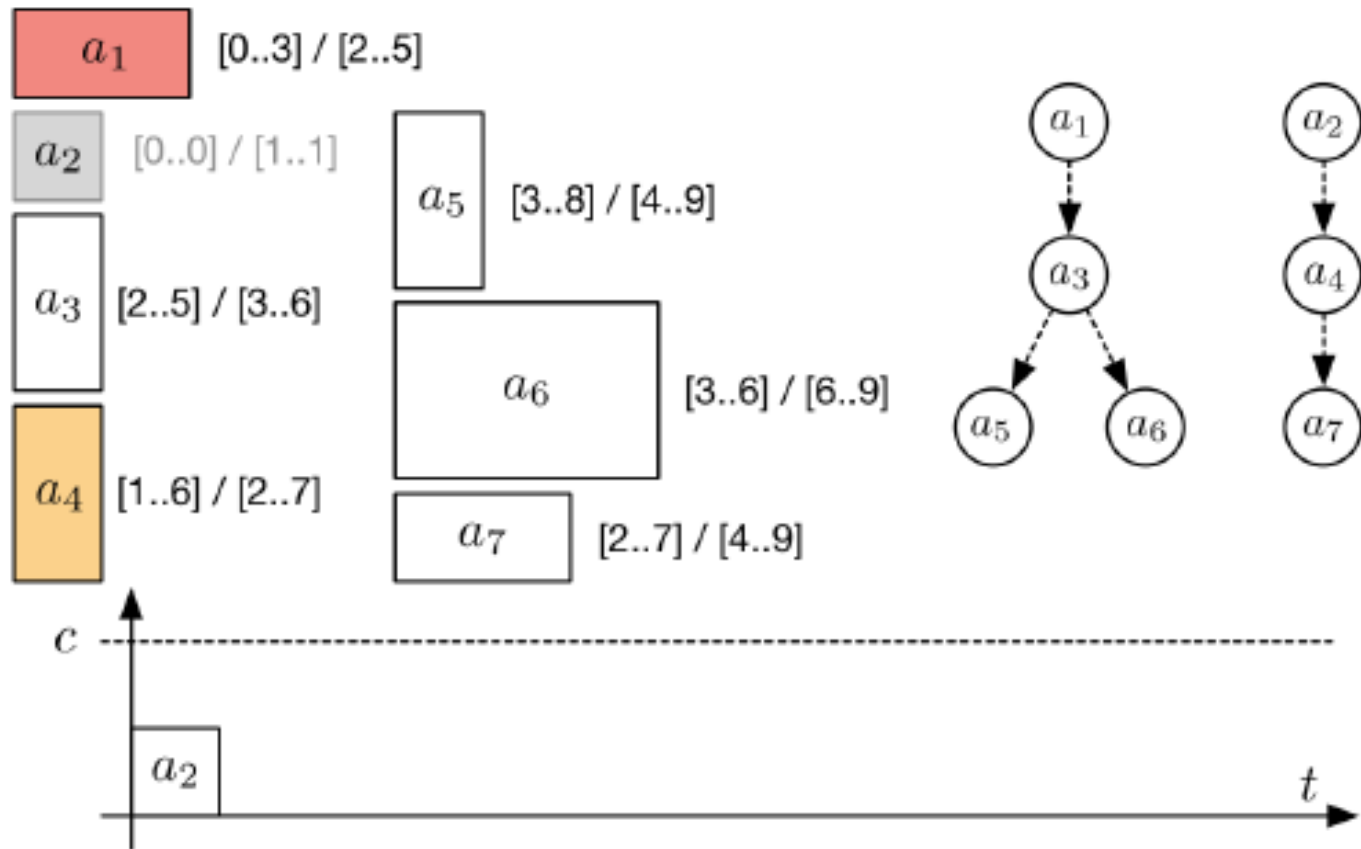 a₁ [0..3] / [2..5]
a₂ [0..0] / [1..1]
a₃ [2..5] / [3..6]
a₄ [1..6] / [2..7]
a₅ [3..8] / [4..9]
a₆ [3..6] / [6..9]
a₇ [2..7] / [4..9]
a₁ a₂
a₃ a₄
a₅ a₆ a₇
c
a₂
t